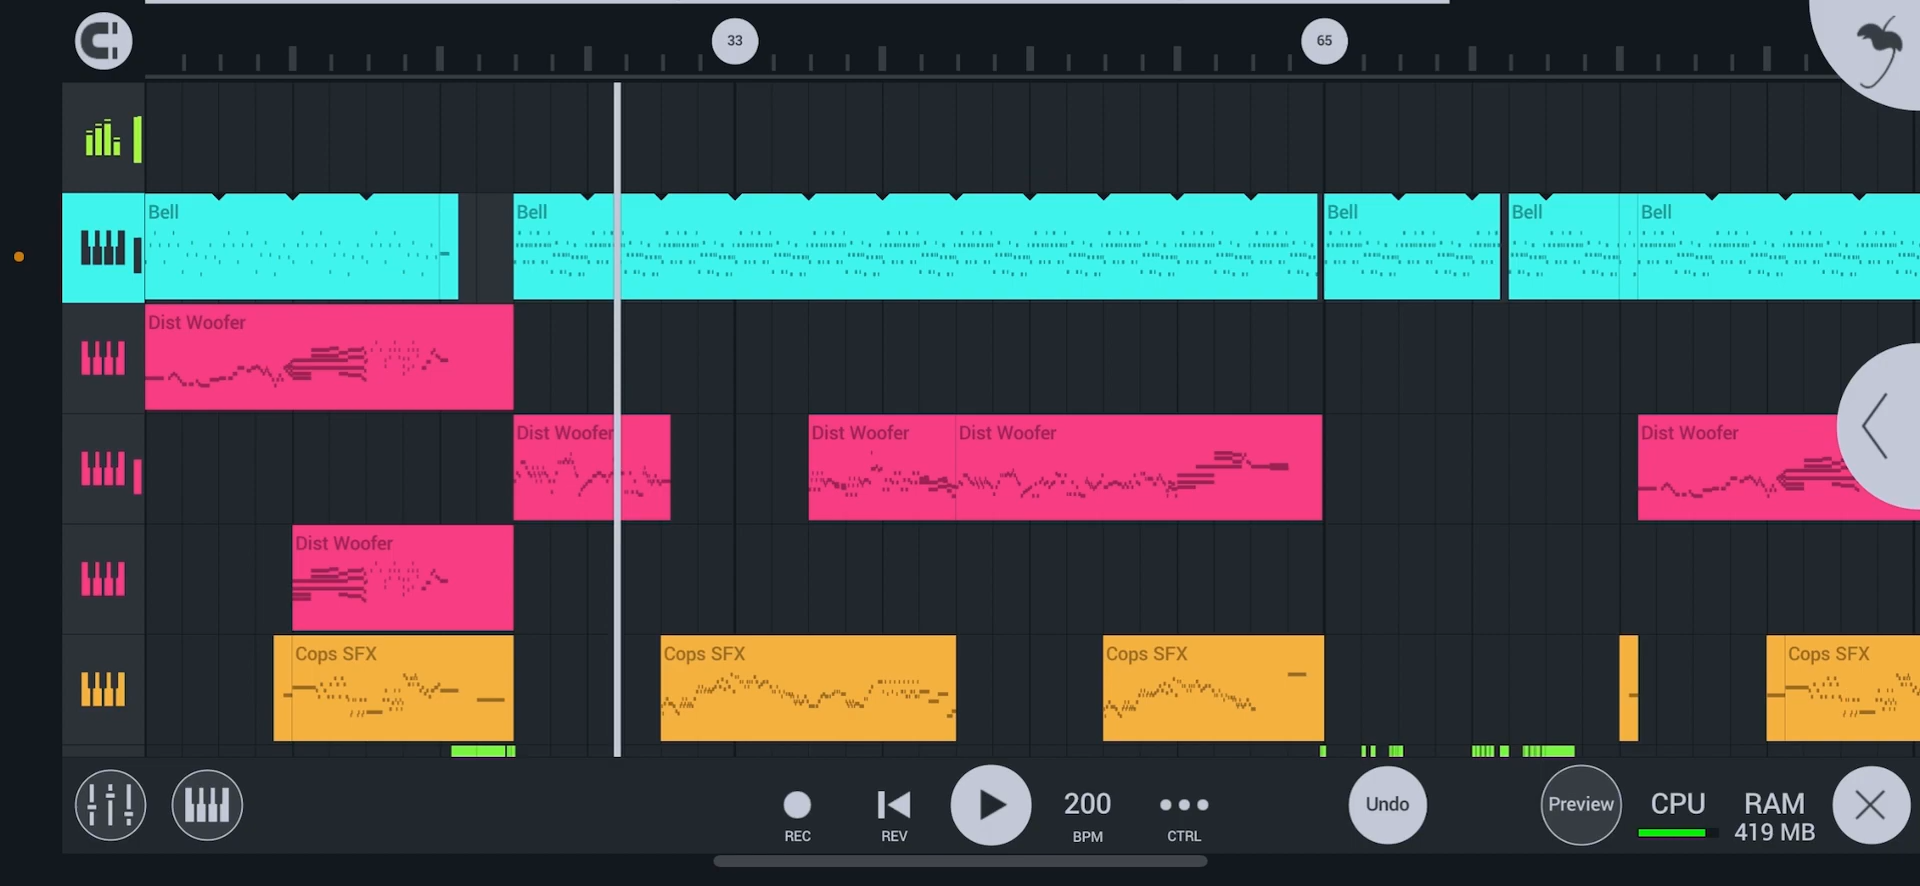 33
65
Bell
Bell
Bell
Bell
Bell
Dist Woofer
Dist Woofer
Dist Woofer
Dist Woofer
Dist Woofer
Dist Woofer
Cops SFX
Cops SFX
Cops SFX
Cops SFX
REC
REV
200
BPM
CTRL
Undo
Preview
CPU
RAM
419 MB